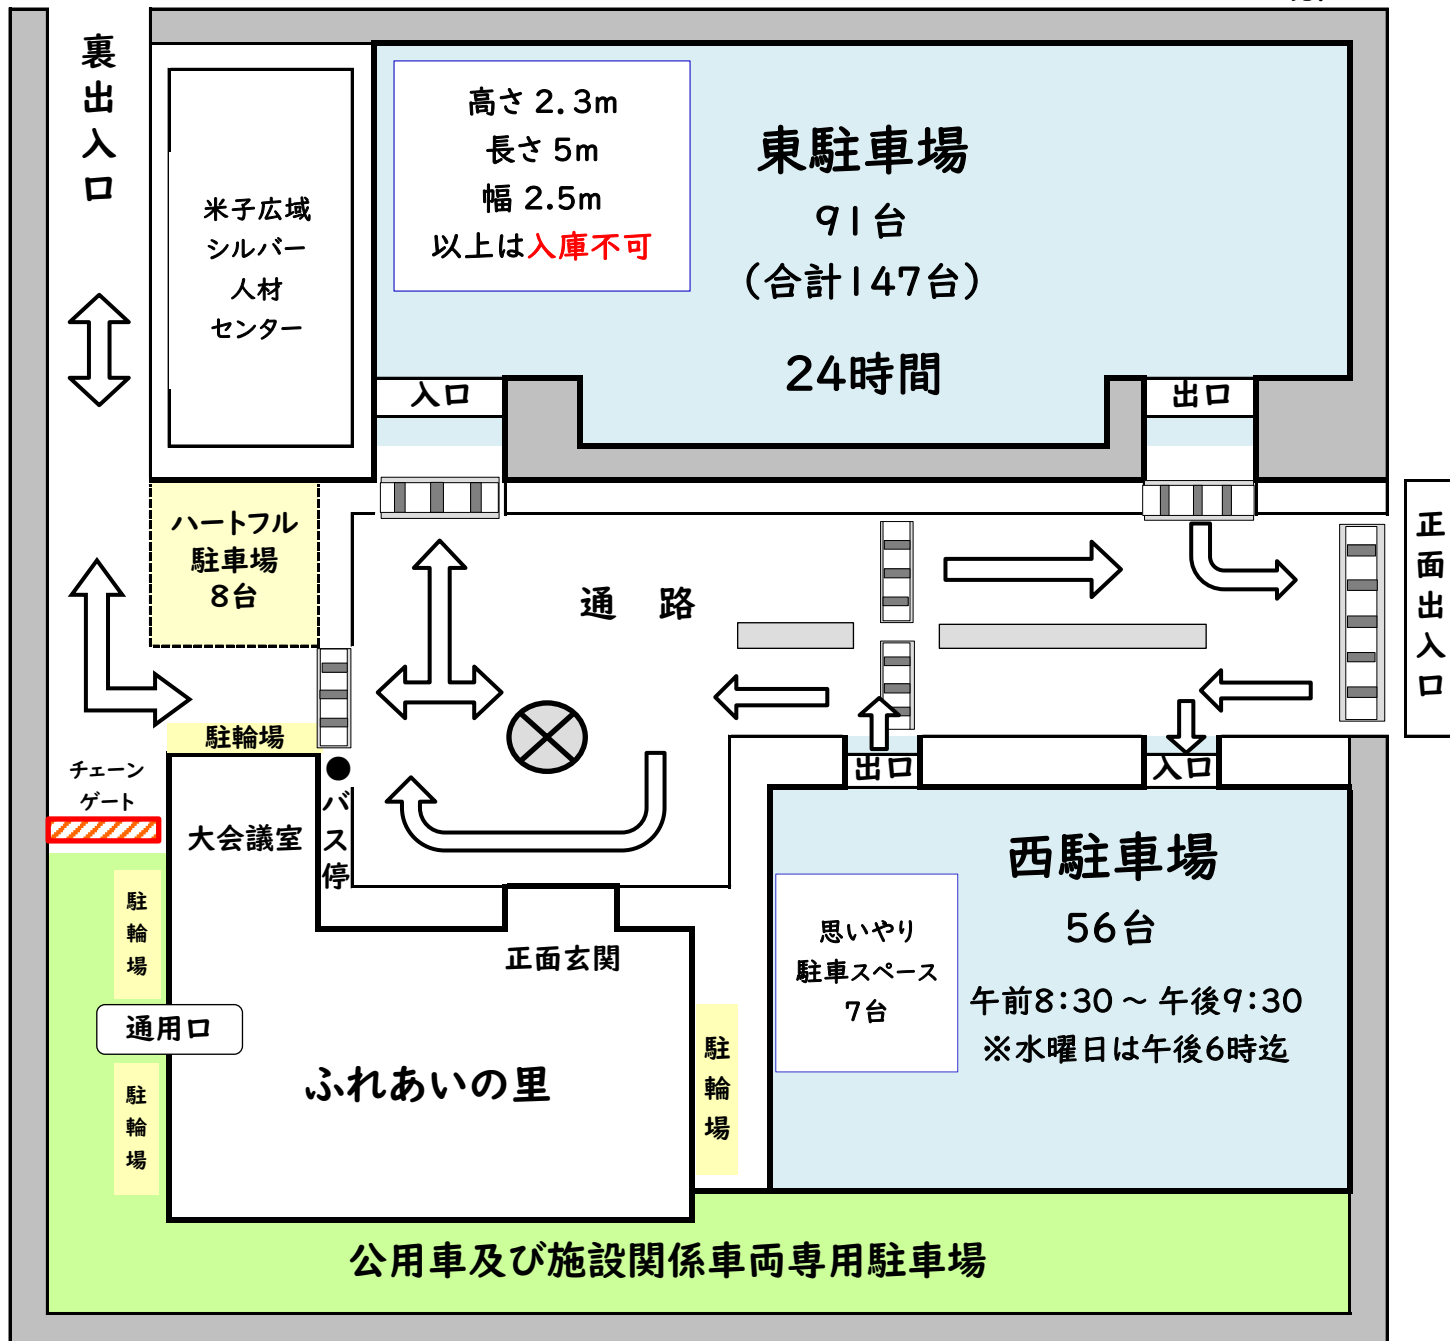 裏出入口
米子広域
シルバー
人材
センター
高さ 2.3m
長さ 5m
幅 2.5m
以上は入庫不可
東駐車場
91台
(合計147台)
24時間
入口
出口
ハートフル
駐車場
8台
通 路
正面出入口
駐輪場
チェーン
ゲート
大会議室
バス停
出口
入口
西駐車場
56台
午前8:30 ～ 午後9:30
※水曜日は午後6時迄
思いやり
駐車スペース
7台
正面玄関
駐輪場
通用口
駐輪場
ふれあいの里
駐輪場
公用車及び施設関係車両専用駐車場